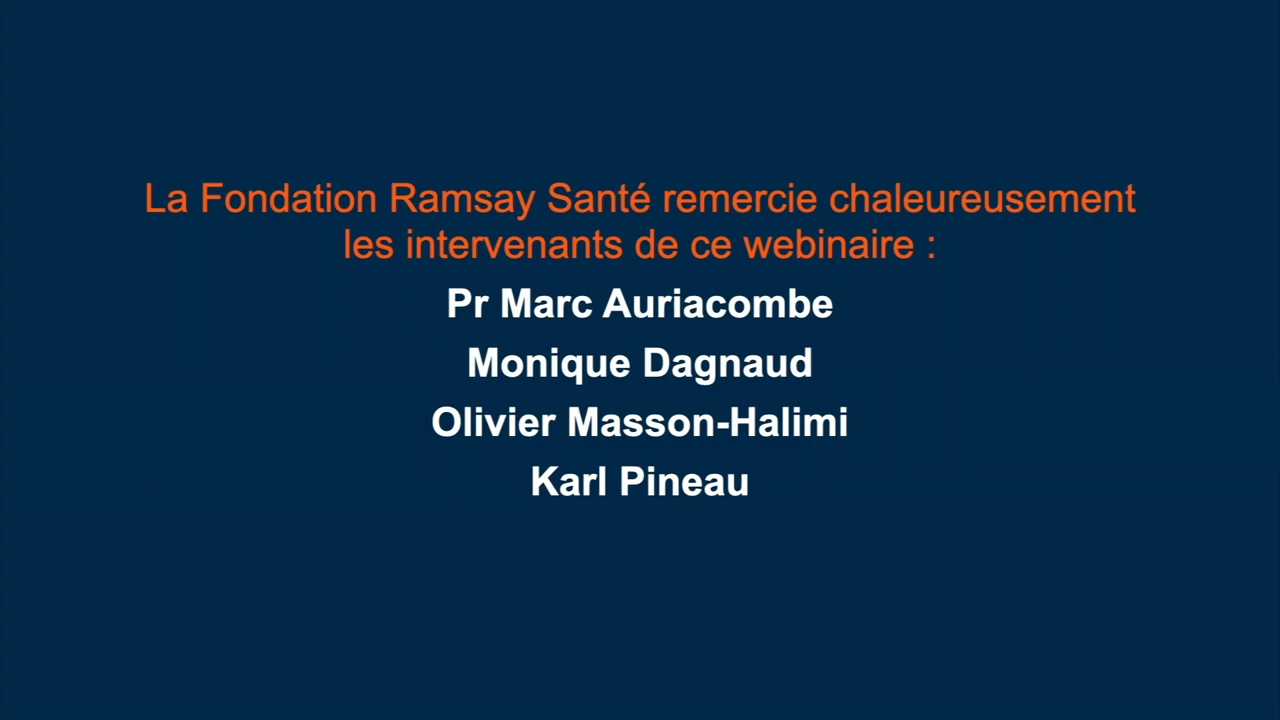 La Fondation Ramsay Santé remercie chaleureusement
les intervenants de ce webinaire :
Pr Marc Auriacombe
Monique Dagnaud
Olivier Masson-Halimi
Karl Pineau